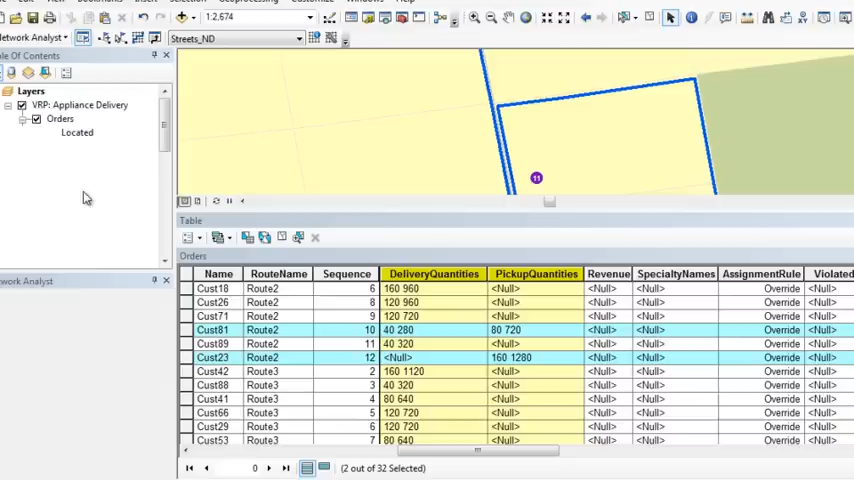 Bookmarks
Selection
Geoprocessing
Customize
Windows
Help
1:2,674
Network Analyst
Streets_ND
Table Of Contents
Layers
VRP: Appliance Delivery
Orders
Located
11
Table
Orders
Network Analyst
Name RouteName Sequence DeliveryQuantities PickupQuantities Revenue SpecialtyNames AssignmentRule Violated
Cust18 Route2 6 160 960 <Null> <Null> <Null> Override <Null>
Cust26 Route2 8 120 960 <Null> <Null> <Null> Override <Null>
Cust71 Route2 9 120 720 <Null> <Null> <Null> Override <Null>
Cust81 Route2 10 40 280 80 720 <Null> <Null> Override <Null>
Cust89 Route2 11 40 320 <Null> <Null> <Null> Override <Null>
Cust23 Route2 12 <Null> 160 1280 <Null> <Null> Override <Null>
Cust42 Route3 2 160 1120 <Null> <Null> <Null> Override <Null>
Cust88 Route3 3 40 320 <Null> <Null> <Null> Override <Null>
Cust41 Route3 4 80 640 <Null> <Null> <Null> Override <Null>
Cust66 Route3 5 120 720 <Null> <Null> <Null> Override <Null>
Cust29 Route3 6 120 720 <Null> <Null> <Null> Override <Null>
Cust53 Route3 7 80 640 <Null> <Null> <Null> Override <Null>
0
(2 out of 32 Selected)